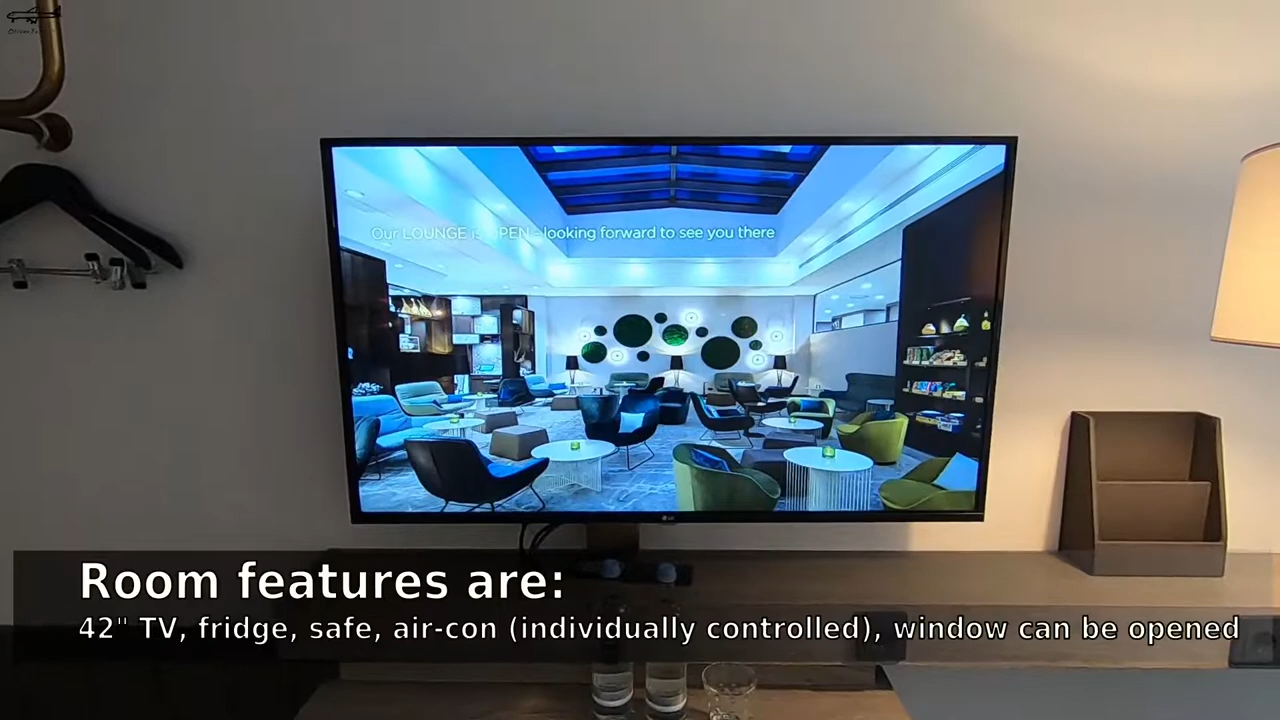 Our LOUNGE is OPEN - looking forward to see you there
LG
Room features are:
42" TV, fridge, safe, air-con (individually controlled), window can be opened